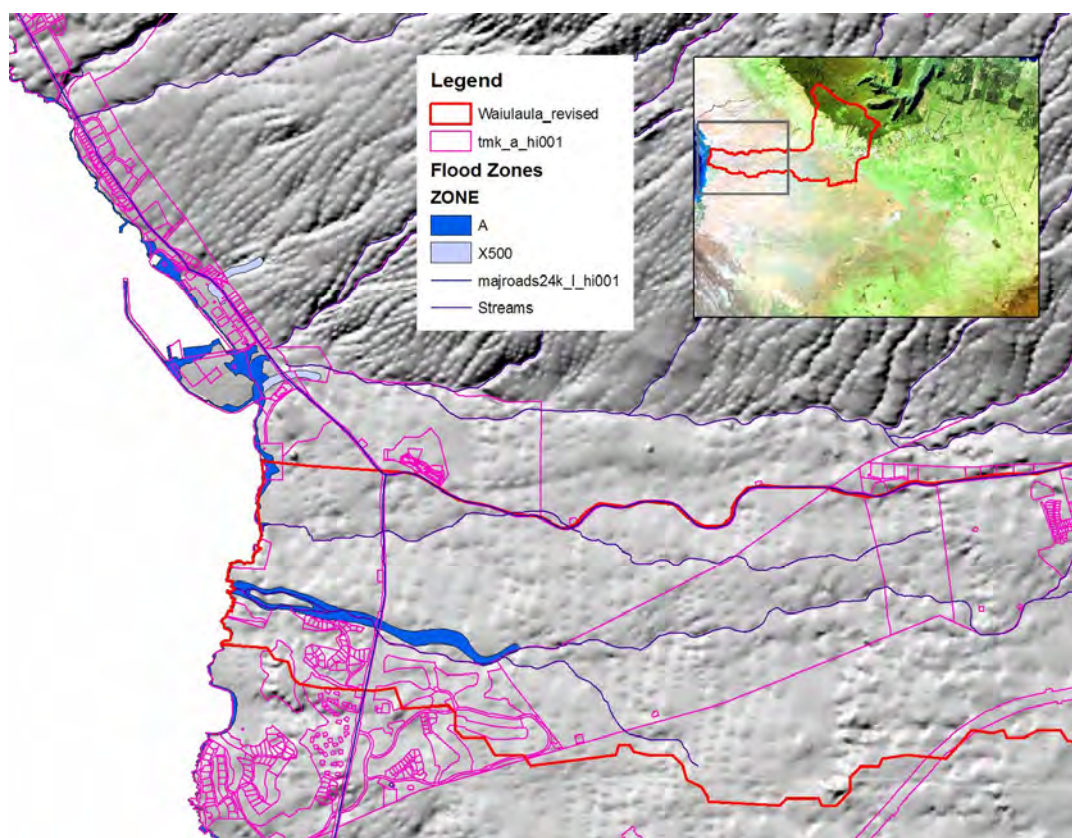 Legend
Waiulaula_revised
tmk_a_hi001
Flood Zones
ZONE
A
X500
majroads24k_l_hi001
Streams